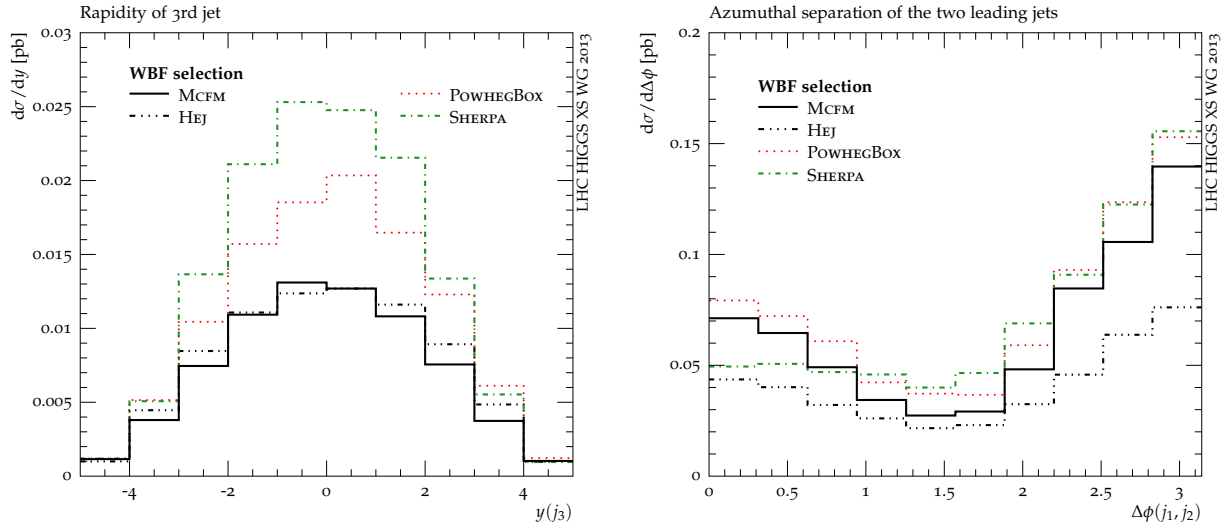 Rapidity of 3rd jet
dσ/dy [pb]
0.03
0.025
0.02
0.015
0.01
0.005
0
WBF selection
MCFM
HEJ
POWHEGBOX
SHERPA
-4
-2
0
2
4
y(j3)
LHC HIGGS XS WG 2013
Azumuthal separation of the two leading jets
dσ/dΔϕ [pb]
0.2
0.15
0.1
0.05
0
WBF selection
MCFM
HEJ
POWHEGBOX
SHERPA
0
0.5
1
1.5
2
2.5
3
Δϕ(j1, j2)
LHC HIGGS XS WG 2013